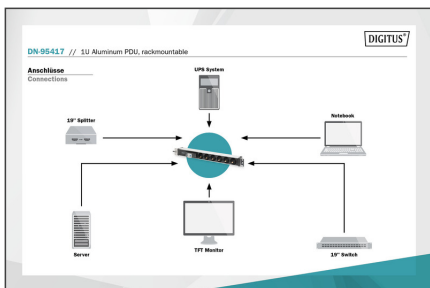 DIGITUS®
DN-95417 // 1U Aluminum PDU, rackmountable
Anschlüsse
Connections
UPS System
19" Splitter
Notebook
Server
TFT Monitor
19" Switch